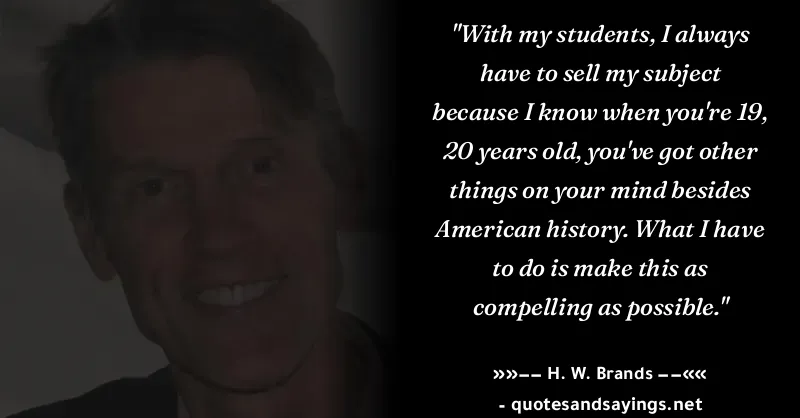 "With my students, I always
have to sell my subject
because I know when you're 19,
20 years old, you've got other
things on your mind besides
American history. What I have
to do is make this as
compelling as possible."
»»−− H. W. Brands −−««
- quotesandsayings.net